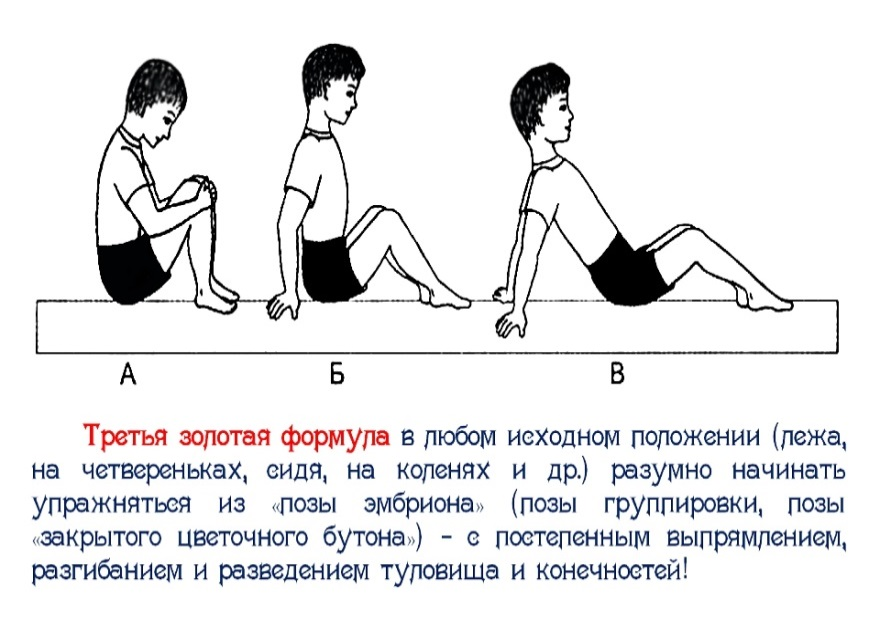 А Б В
Третья золотая формула в любом исходном положении (лежа,
на четвереньках, сидя, на коленях и др.) разумно начинать
упражняться из «позы эмбриона» (позы группировки, позы
«закрытого цветочного бутона») - с постепенным выпрямлением,
разгибанием и разведением туловища и конечностей!